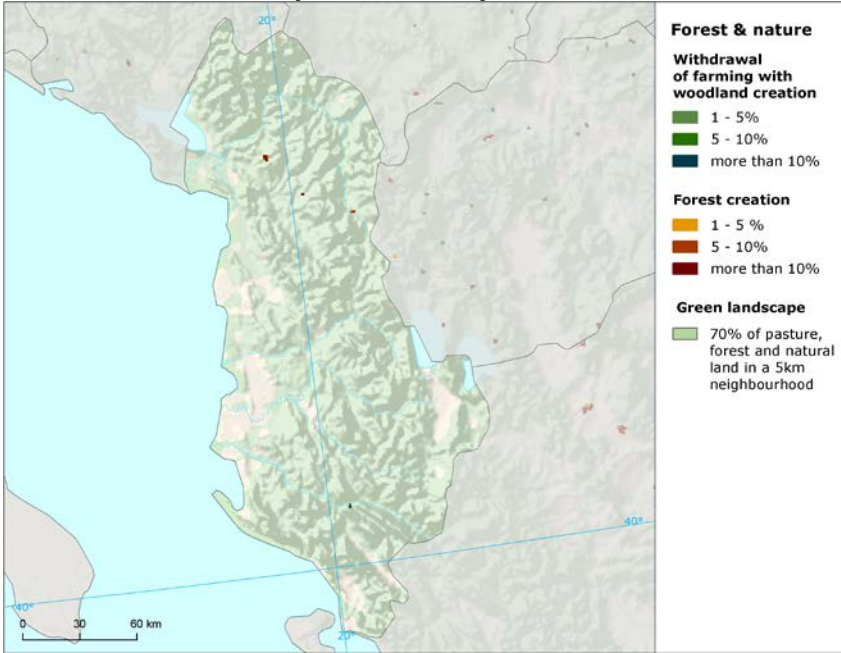 20°
40°
40°
20°
0 30 60 km
Forest & nature
Withdrawal
of farming with
woodland creation
1 - 5%
5 - 10%
more than 10%
Forest creation
1 - 5 %
5 - 10%
more than 10%
Green landscape
70% of pasture,
forest and natural
land in a 5km
neighbourhood